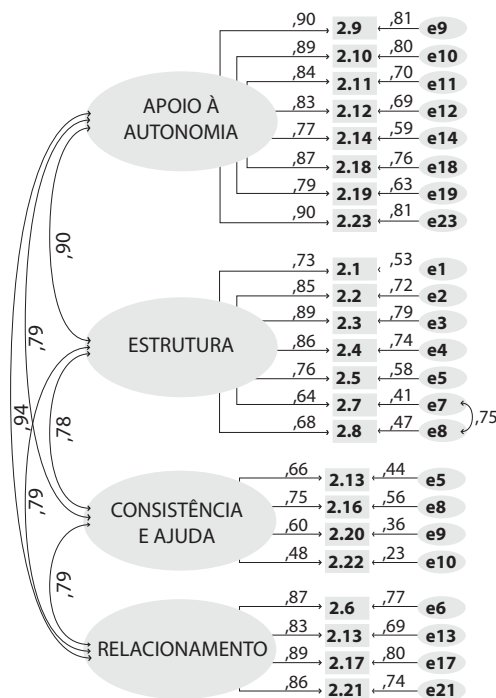 ,90 2.9 ,81 e9
,89 2.10 ,80 e10
,84 2.11 ,70 e11
APOIO À
AUTONOMIA
,83 2.12 ,69 e12
,77 2.14 ,59 e14
,87 2.18 ,76 e18
,79 2.19 ,63 e19
,90 2.23 ,81 e23
,90
,73 2.1 ,53 e1
,85 2.2 ,72 e2
,89 2.3 ,79 e3
ESTRUTURA
,86 2.4 ,74 e4
,76 2.5 ,58 e5
,64 2.7 ,41 e7
,75
,68 2.8 ,47 e8
,79
,94
,78
,79
,66 2.13 ,44 e5
,75 2.16 ,56 e8
CONSISTÊNCIA
E AJUDA
,60 2.20 ,36 e9
,48 2.22 ,23 e10
,79
,87 2.6 ,77 e6
,83 2.13 ,69 e13
RELACIONAMENTO
,89 2.17 ,80 e17
,86 2.21 ,74 e21